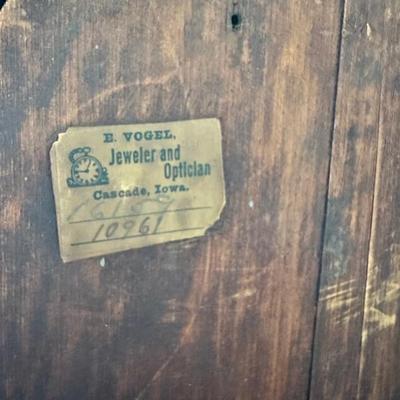 E. VOGEL,
Jeweler and
Optician
Cascade, Iowa.
10961